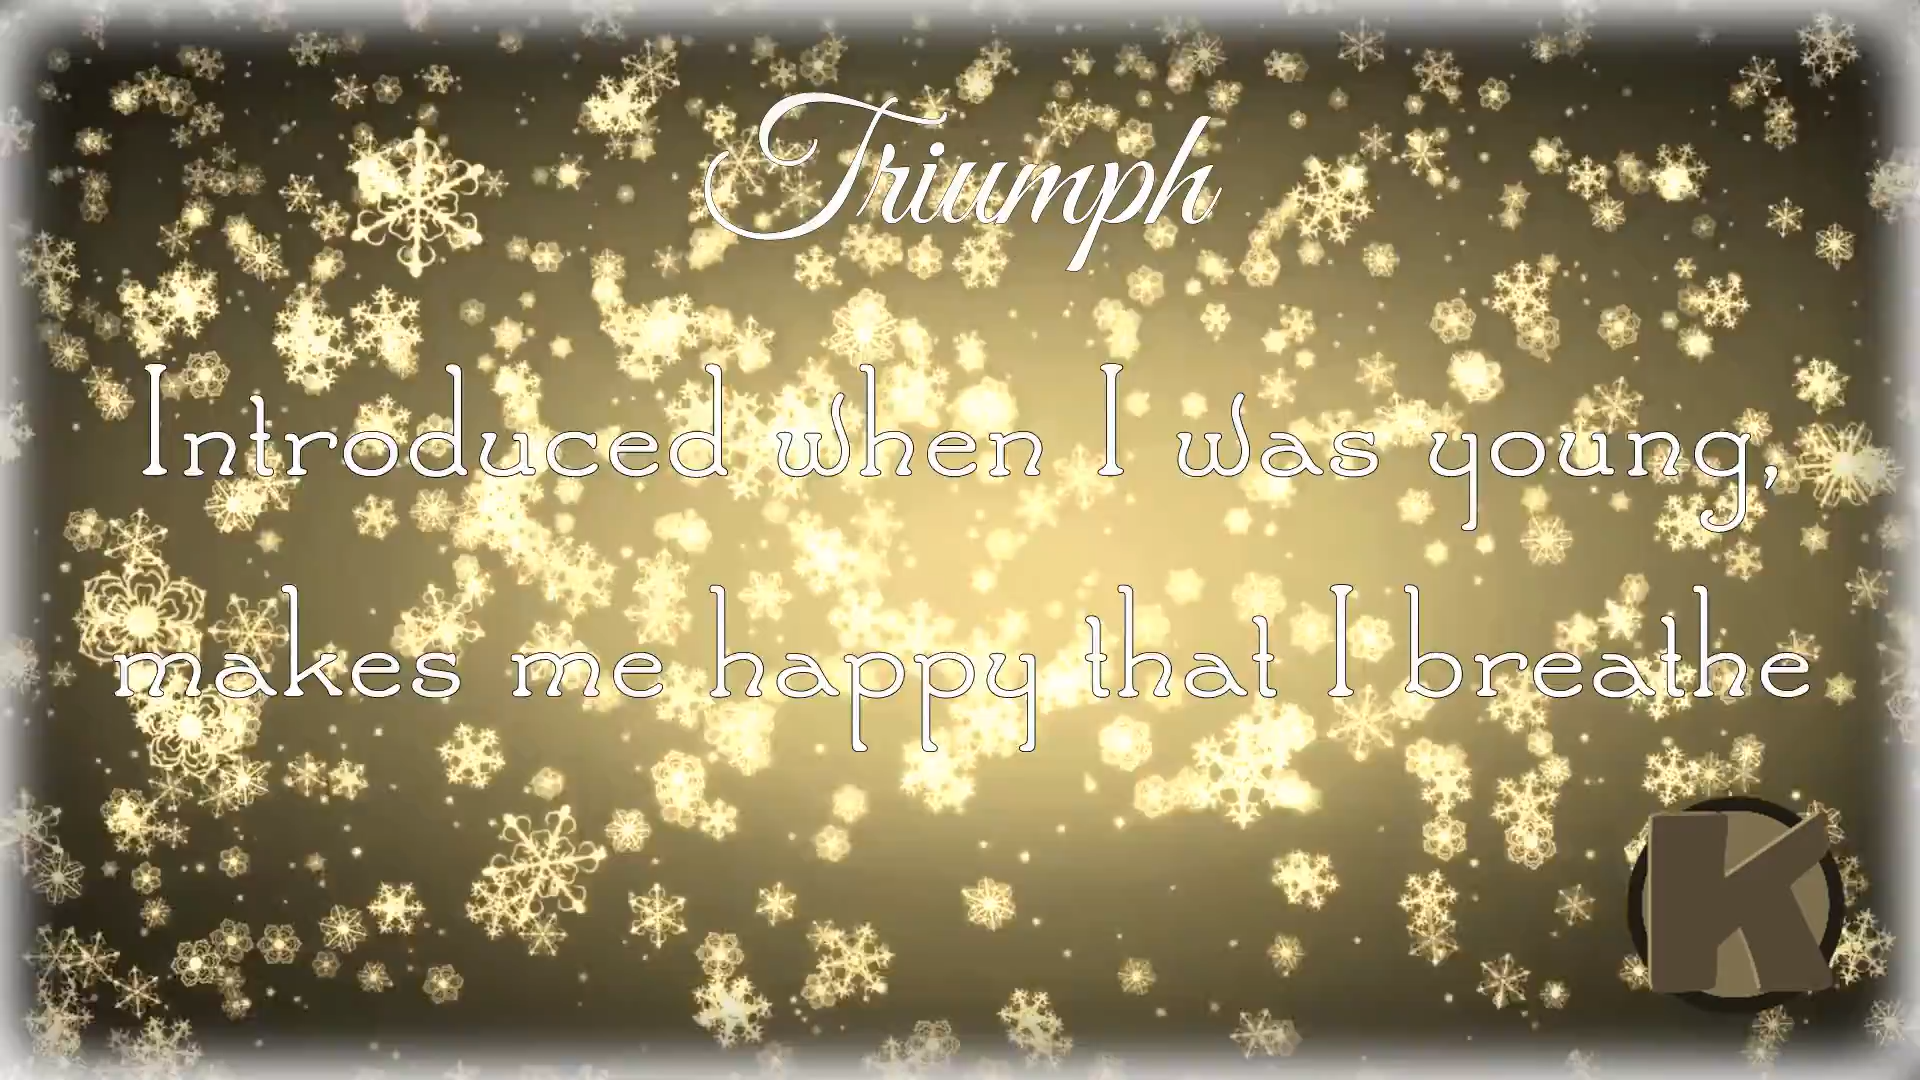 Triumph
Introduced when I was young,
makes me happy that I breathe
K